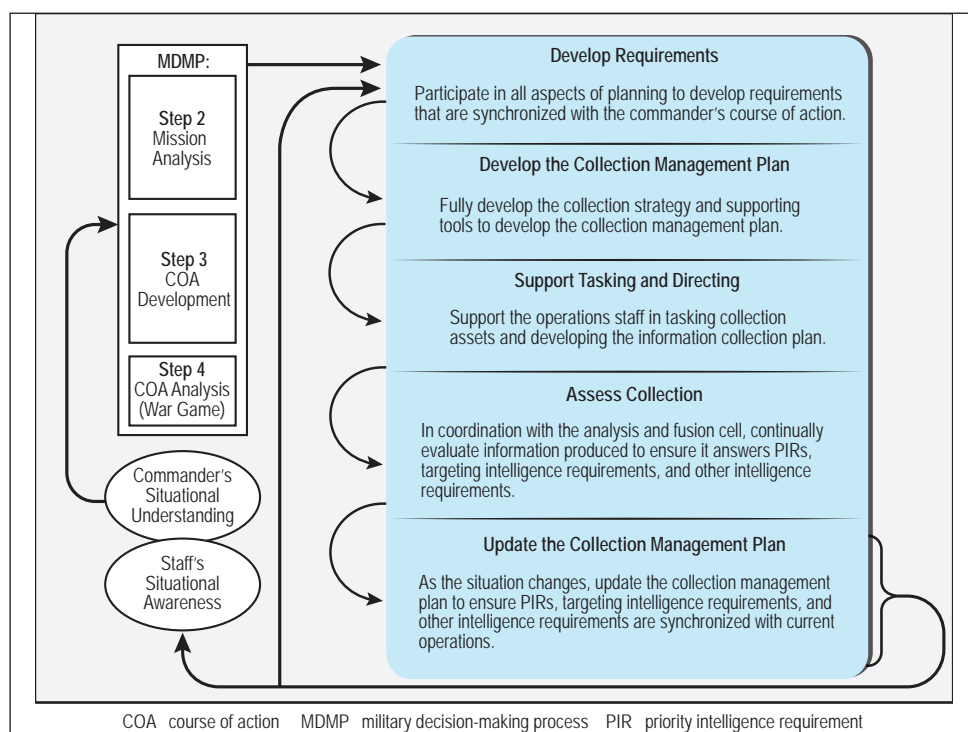 MDMP:
Step 2
Mission
Analysis
Step 3
COA
Development
Step 4
COA Analysis
(War Game)
Commander's
Situational
Understanding
Staff's
Situational
Awareness
Develop Requirements
Participate in all aspects of planning to develop requirements
that are synchronized with the commander's course of action.
Develop the Collection Management Plan
Fully develop the collection strategy and supporting
tools to develop the collection management plan.
Support Tasking and Directing
Support the operations staff in tasking collection
assets and developing the information collection plan.
Assess Collection
In coordination with the analysis and fusion cell, continually
evaluate information produced to ensure it answers PIRs,
targeting intelligence requirements, and other intelligence
requirements.
Update the Collection Management Plan
As the situation changes, update the collection management
plan to ensure PIRs, targeting intelligence requirements, and
other intelligence requirements are synchronized with current
operations.
COA course of action MDMP military decision-making process PIR priority intelligence requirement